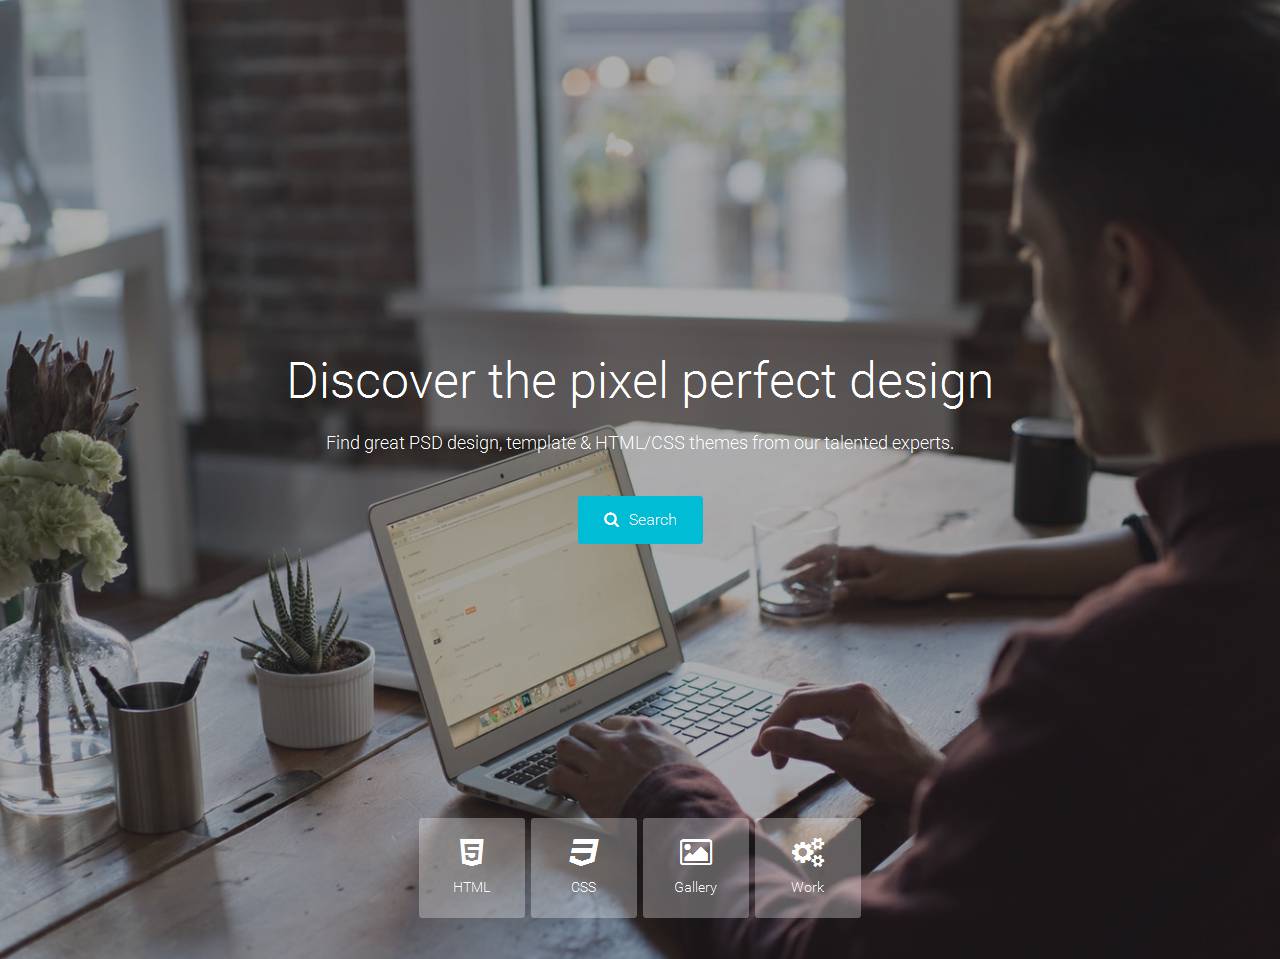 Discover the pixel perfect design
Find great PSD design, template & HTML/CSS themes from our talented experts.
Search
HTML
CSS
Gallery
Work